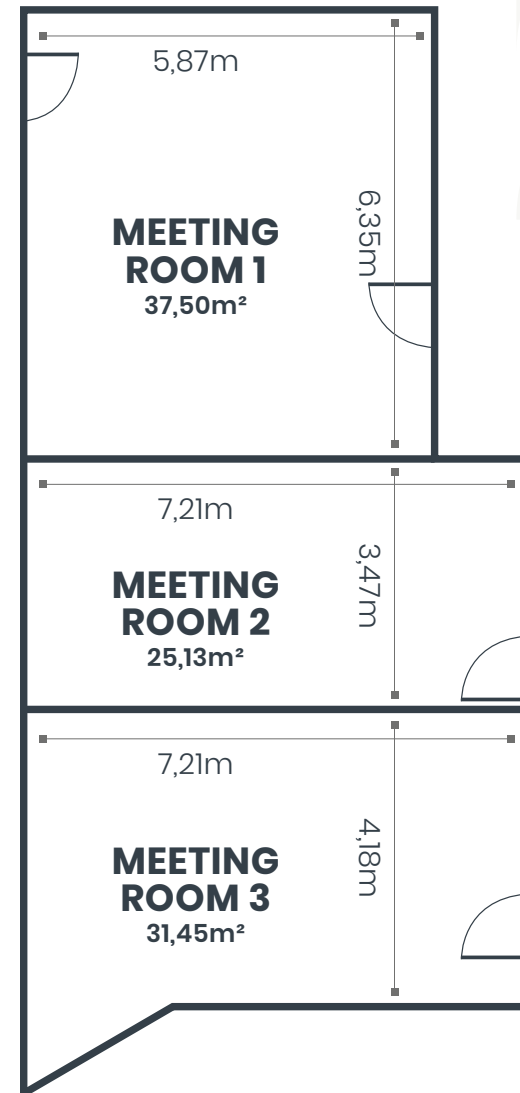 5,87m
6,35m
MEETING
ROOM 1
37,50m²
7,21m
3,47m
MEETING
ROOM 2
25,13m²
7,21m
4,18m
MEETING
ROOM 3
31,45m²